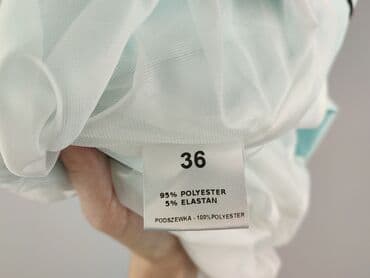 36
95% POLYESTER
5% ELASTAN
PODSZEWKA - 100%POLYESTER